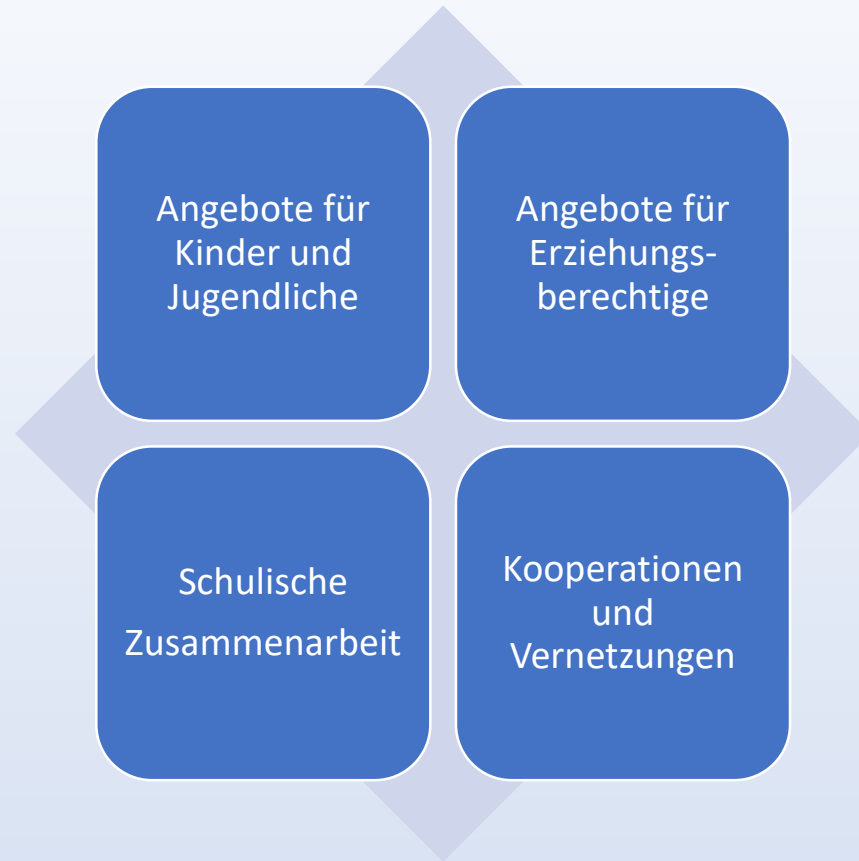 Angebote für
Kinder und
Jugendliche
Angebote für
Erziehungs-
berechtige
Schulische
Zusammenarbeit
Kooperationen
und
Vernetzungen